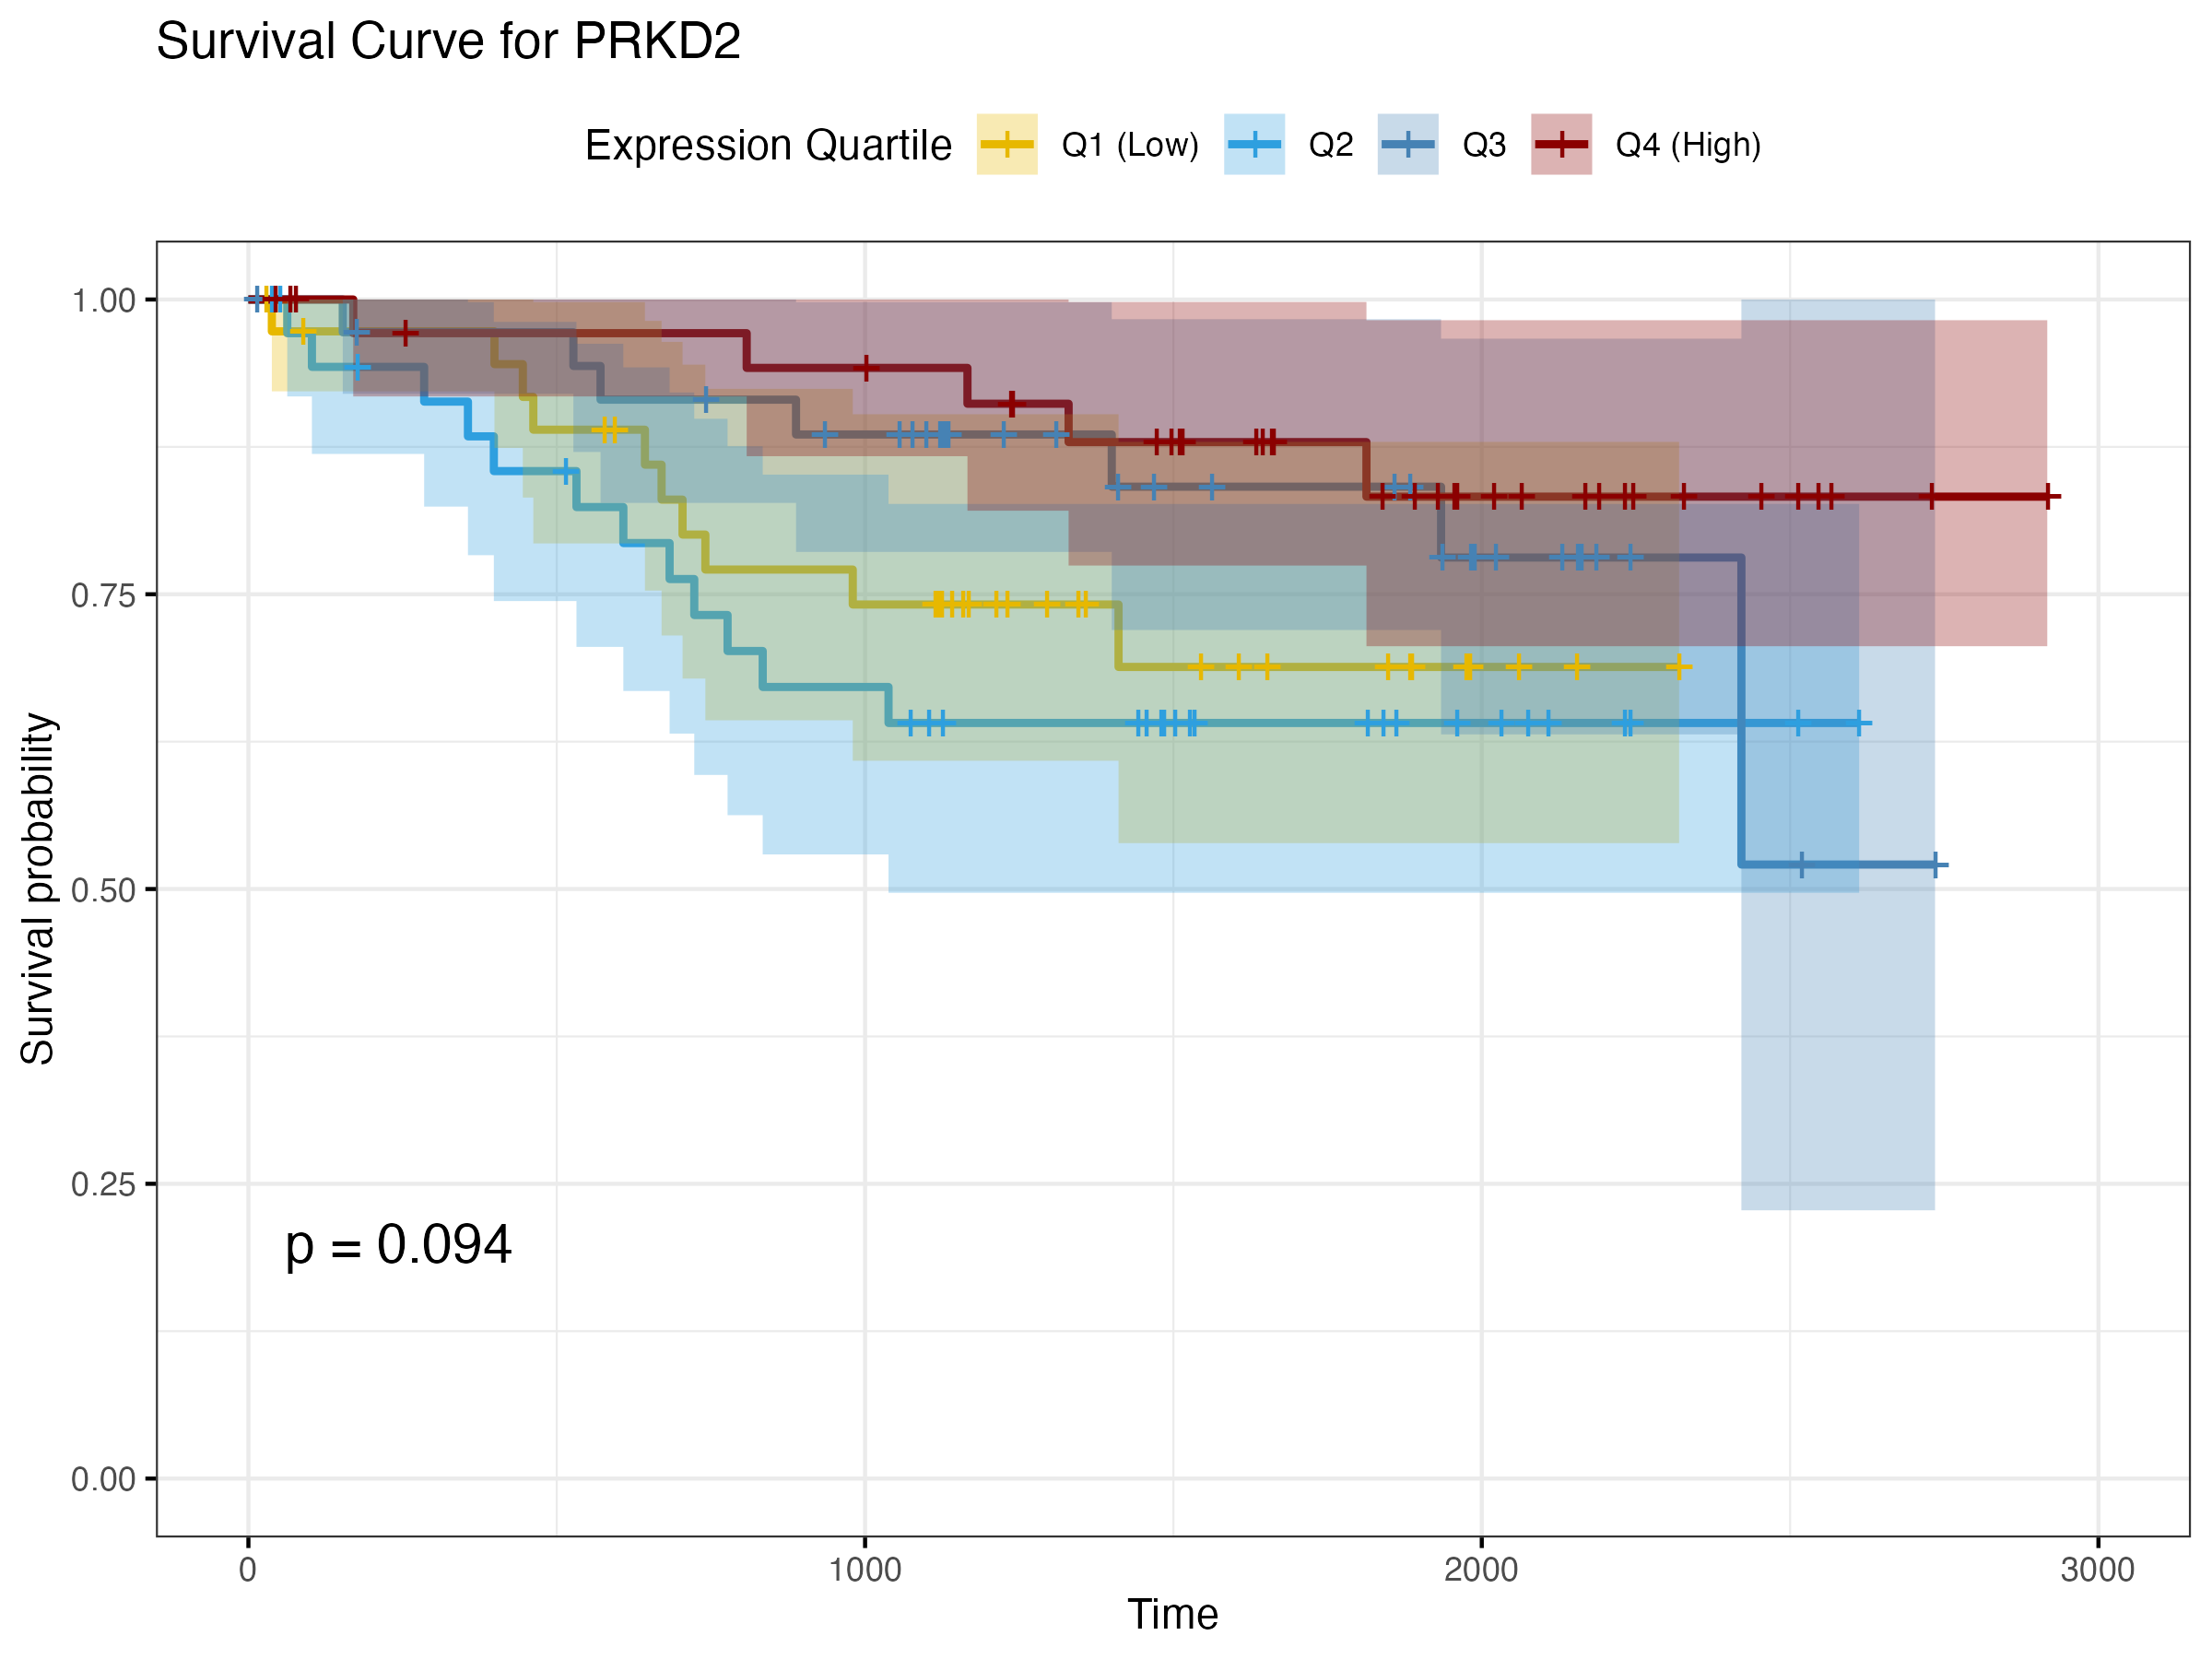 Survival Curve for PRKD2
Expression Quartile Q1 (Low) Q2 Q3 Q4 (High)
Survival probability
1.00
0.75
0.50
0.25
0.00
p = 0.094
0 1000 2000 3000
Time